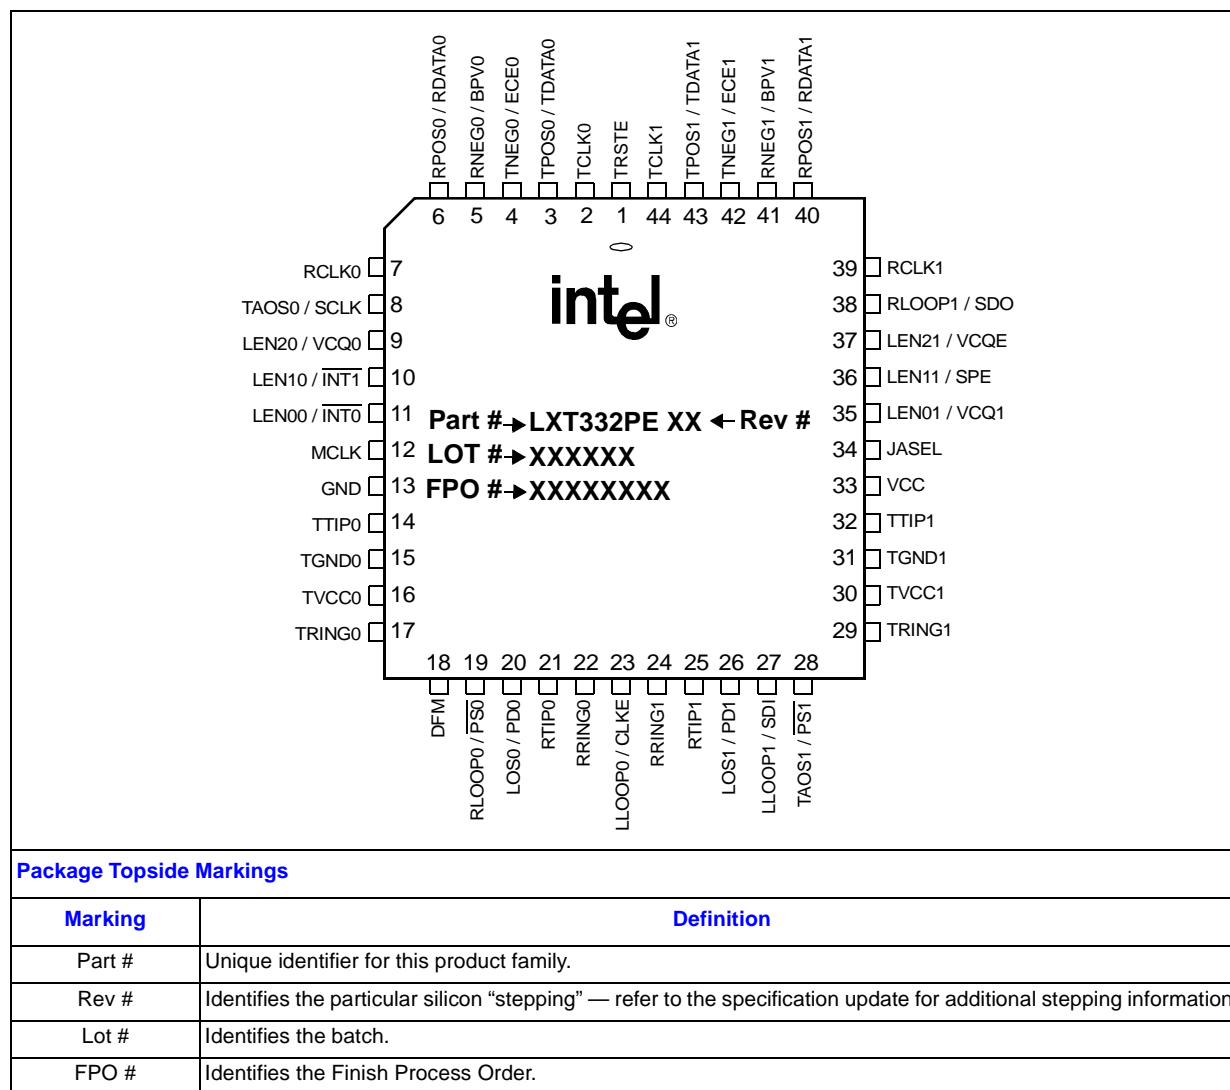 RPOS0 / RDATA0
RNEG0 / BPV0
TNEG0 / ECE0
TPOS0 / TDATA0
TCLK0
TRSTE
TCLK1
TPOS1 / TDATA1
TNEG1 / ECE1
RNEG1 / BPV1
RPOS1 / RDATA1
6 5 4 3 2 1 44 43 42 41 40
RCLK0 7
TAOS0 / SCLK 8
LEN20 / VCQ0 9
LEN10 / INT1 10
LEN00 / INT0 11
MCLK 12
GND 13
TTIP0 14
TGND0 15
TVCC0 16
TRING0 17
intel®
Part # LXT332PE XX Rev #
LOT # XXXXXX
FPO # XXXXXXXX
39 RCLK1
38 RLOOP1 / SDO
37 LEN21 / VCQE
36 LEN11 / SPE
35 LEN01 / VCQ1
34 JASEL
33 VCC
32 TTIP1
31 TGND1
30 TVCC1
29 TRING1
18 19 20 21 22 23 24 25 26 27 28
DFM
RLOOP0 / PS0
LOS0 / PD0
RTIP0
RRING0
LLOOP0 / CLKE
RRING1
RTIP1
LOS1 / PD1
LLOOP1 / SDI
TAOS1 / PS1
Package Topside Markings
Marking Definition
Part # Unique identifier for this product family.
Rev # Identifies the particular silicon “stepping” — refer to the specification update for additional stepping information
Lot # Identifies the batch.
FPO # Identifies the Finish Process Order.